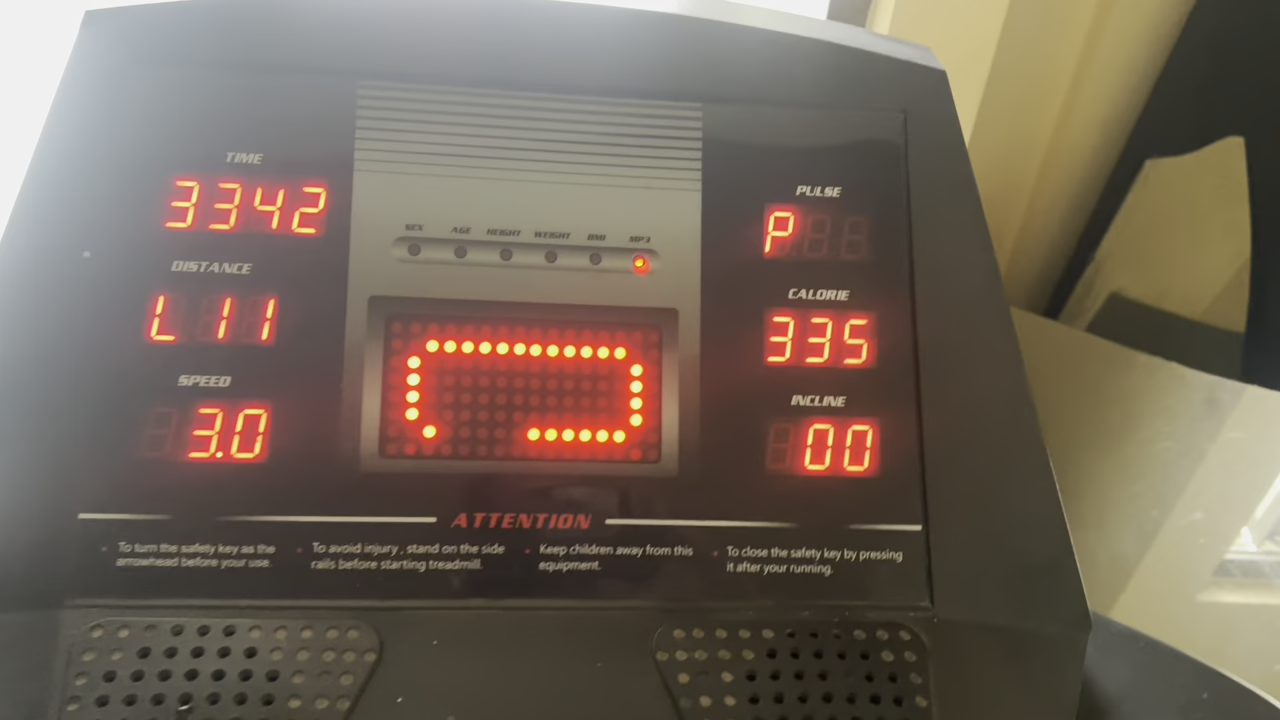 TIME
3342
DISTANCE
L 11
SPEED
3.0
SEX AGE HEIGHT WEIGHT BMI MP3
PULSE
P
CALORIE
335
INCLINE
00
ATTENTION
To turn the safety key as the
arrowhead before your use.
To avoid injury , stand on the side
rails before starting treadmill.
Keep children away from this
equipment.
To close the safety key by pressing
it after your running.